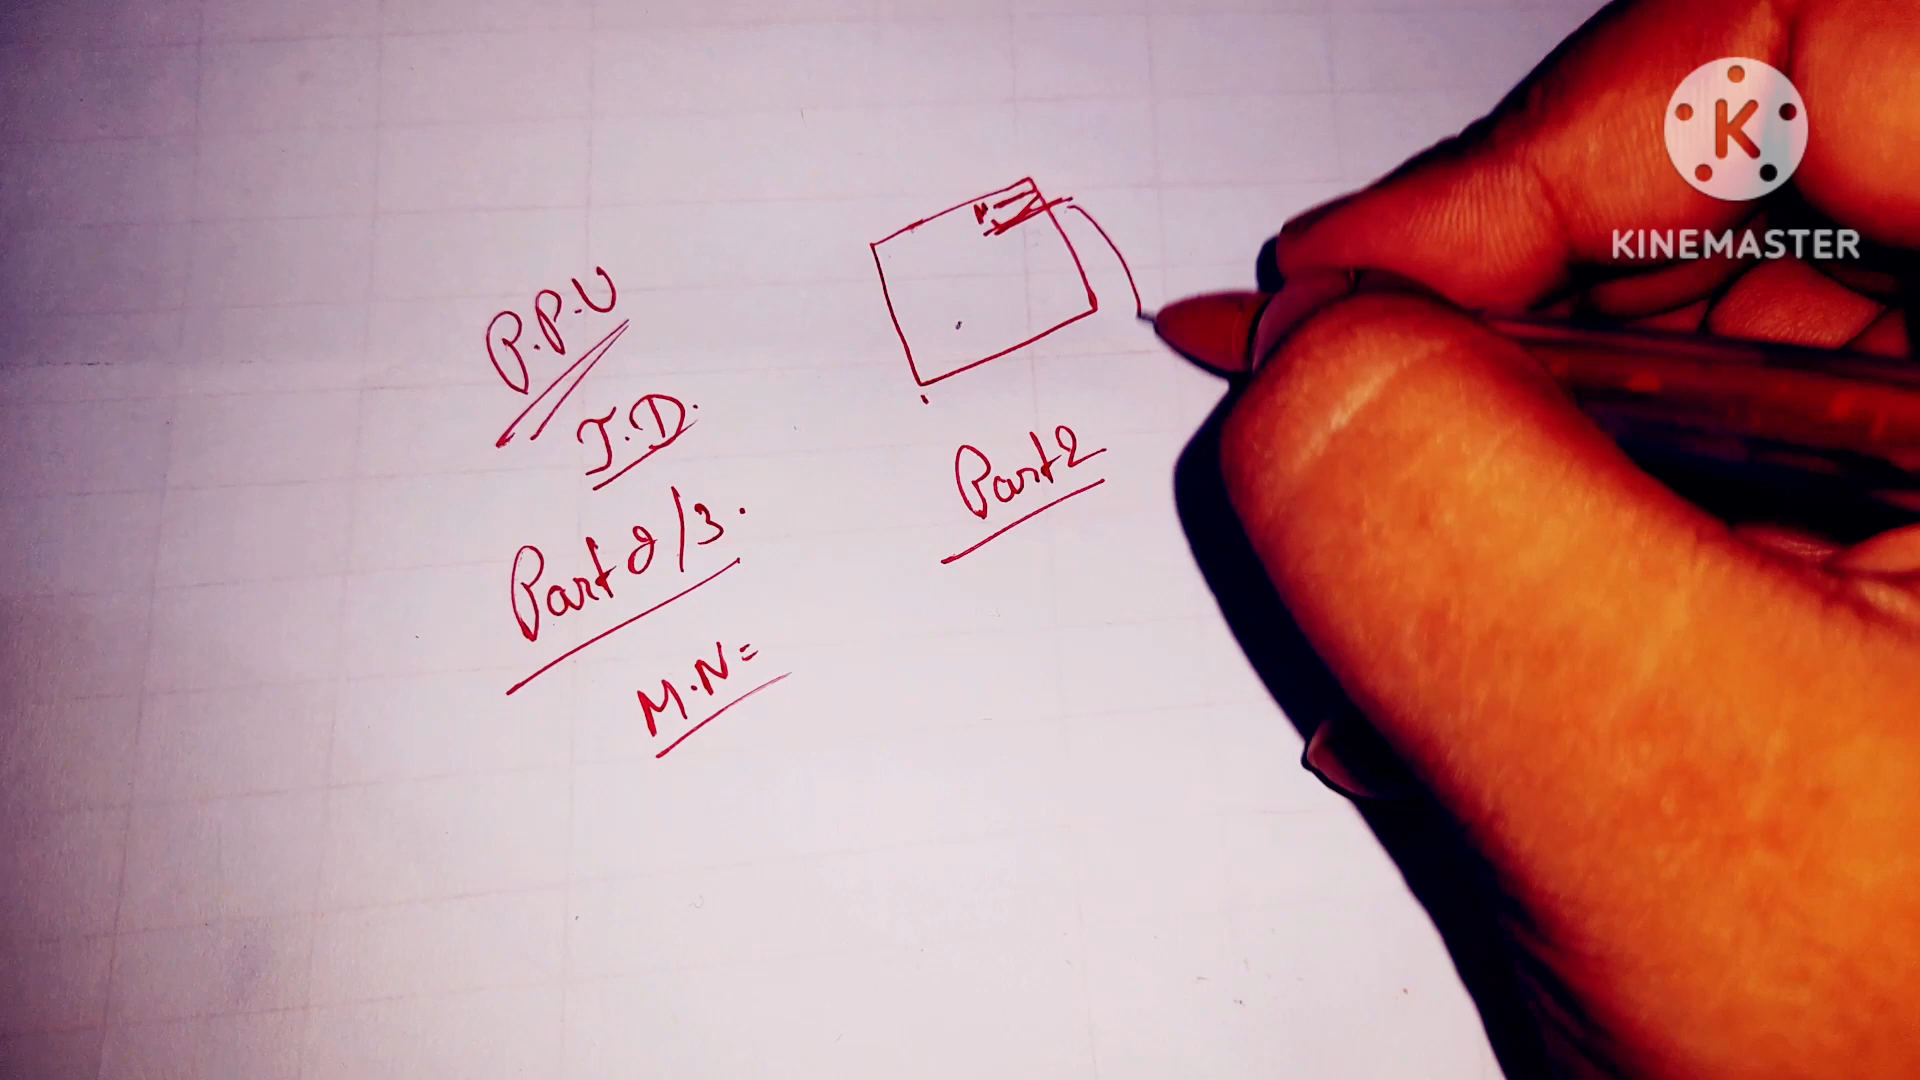 P.P.U
J.D.
Part 2/3.
M.N=
Part 2
K
KINEMASTER